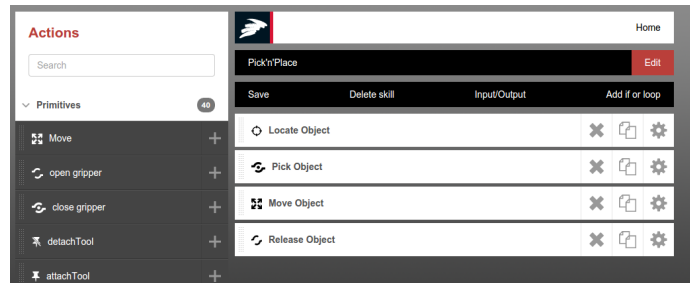 Actions
Search
Primitives 40
Move
open gripper
close gripper
detachTool
attachTool
Home
Pick'n'Place Edit
Save Delete skill Input/Output Add if or loop
Locate Object
Pick Object
Move Object
Release Object